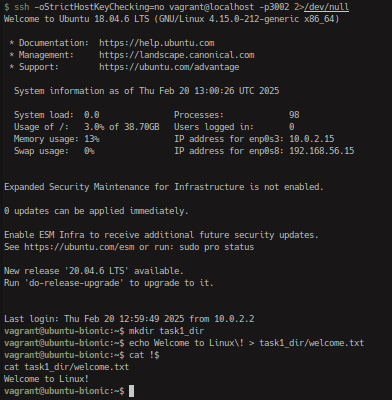 $ ssh -oStrictHostKeyChecking=no vagrant@localhost -p3002 2>/dev/null
Welcome to Ubuntu 18.04.6 LTS (GNU/Linux 4.15.0-212-generic x86_64)

 * Documentation:  https://help.ubuntu.com
 * Management:     https://landscape.canonical.com
 * Support:        https://ubuntu.com/advantage

  System information as of Thu Feb 20 13:00:26 UTC 2025

  System load:  0.0               Processes:             98
  Usage of /:   3.0% of 38.70GB   Users logged in:       0
  Memory usage: 13%               IP address for enp0s3: 10.0.2.15
  Swap usage:   0%                IP address for enp0s8: 192.168.56.15

Expanded Security Maintenance for Infrastructure is not enabled.

0 updates can be applied immediately.

Enable ESM Infra to receive additional future security updates.
See https://ubuntu.com/esm or run: sudo pro status

New release '20.04.6 LTS' available.
Run 'do-release-upgrade' to upgrade to it.

Last login: Thu Feb 20 12:59:49 2025 from 10.0.2.2
vagrant@ubuntu-bionic:~$ mkdir task1_dir
vagrant@ubuntu-bionic:~$ echo Welcome to Linux\! > task1_dir/welcome.txt
vagrant@ubuntu-bionic:~$ cat !$
cat task1_dir/welcome.txt
Welcome to Linux!
vagrant@ubuntu-bionic:~$